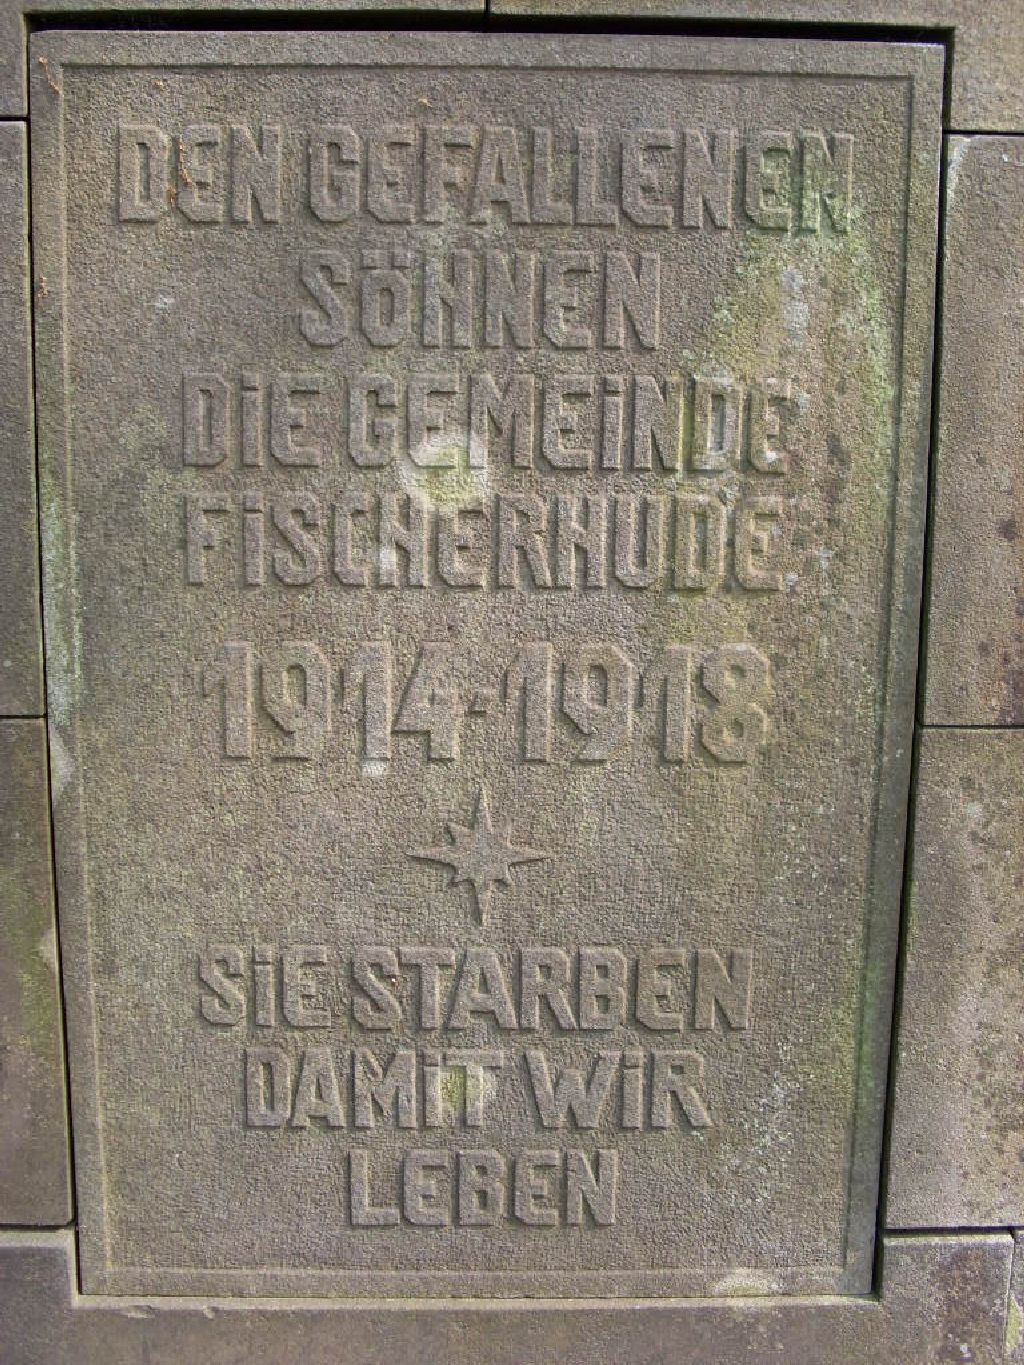 DEN GEFALLENEN
SÖHNEN
DIE GEMEINDE
FISCHERHUDE
1914-1918
SIE STARBEN
DAMIT WIR
LEBEN